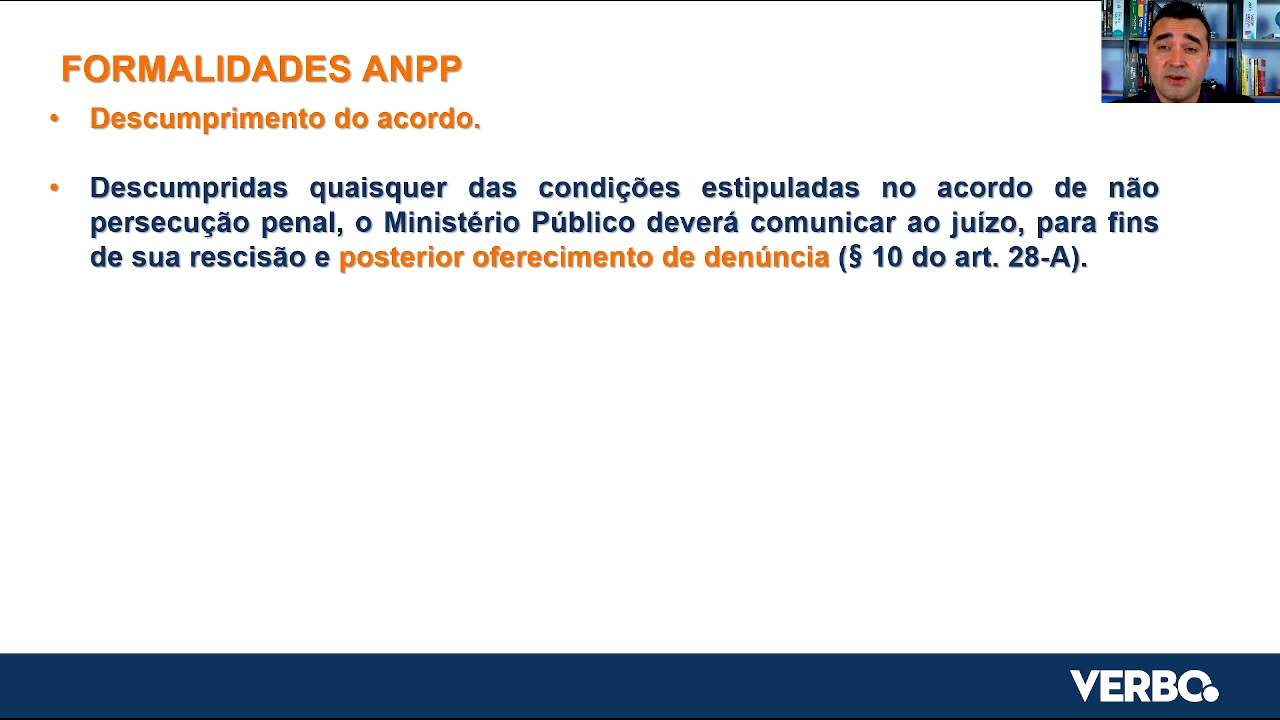 FORMALIDADES ANPP
• Descumprimento do acordo.
• Descumpridas quaisquer das condições estipuladas no acordo de não
persecução penal, o Ministério Público deverá comunicar ao juízo, para fins
de sua rescisão e posterior oferecimento de denúncia (§ 10 do art. 28-A).
VERBO